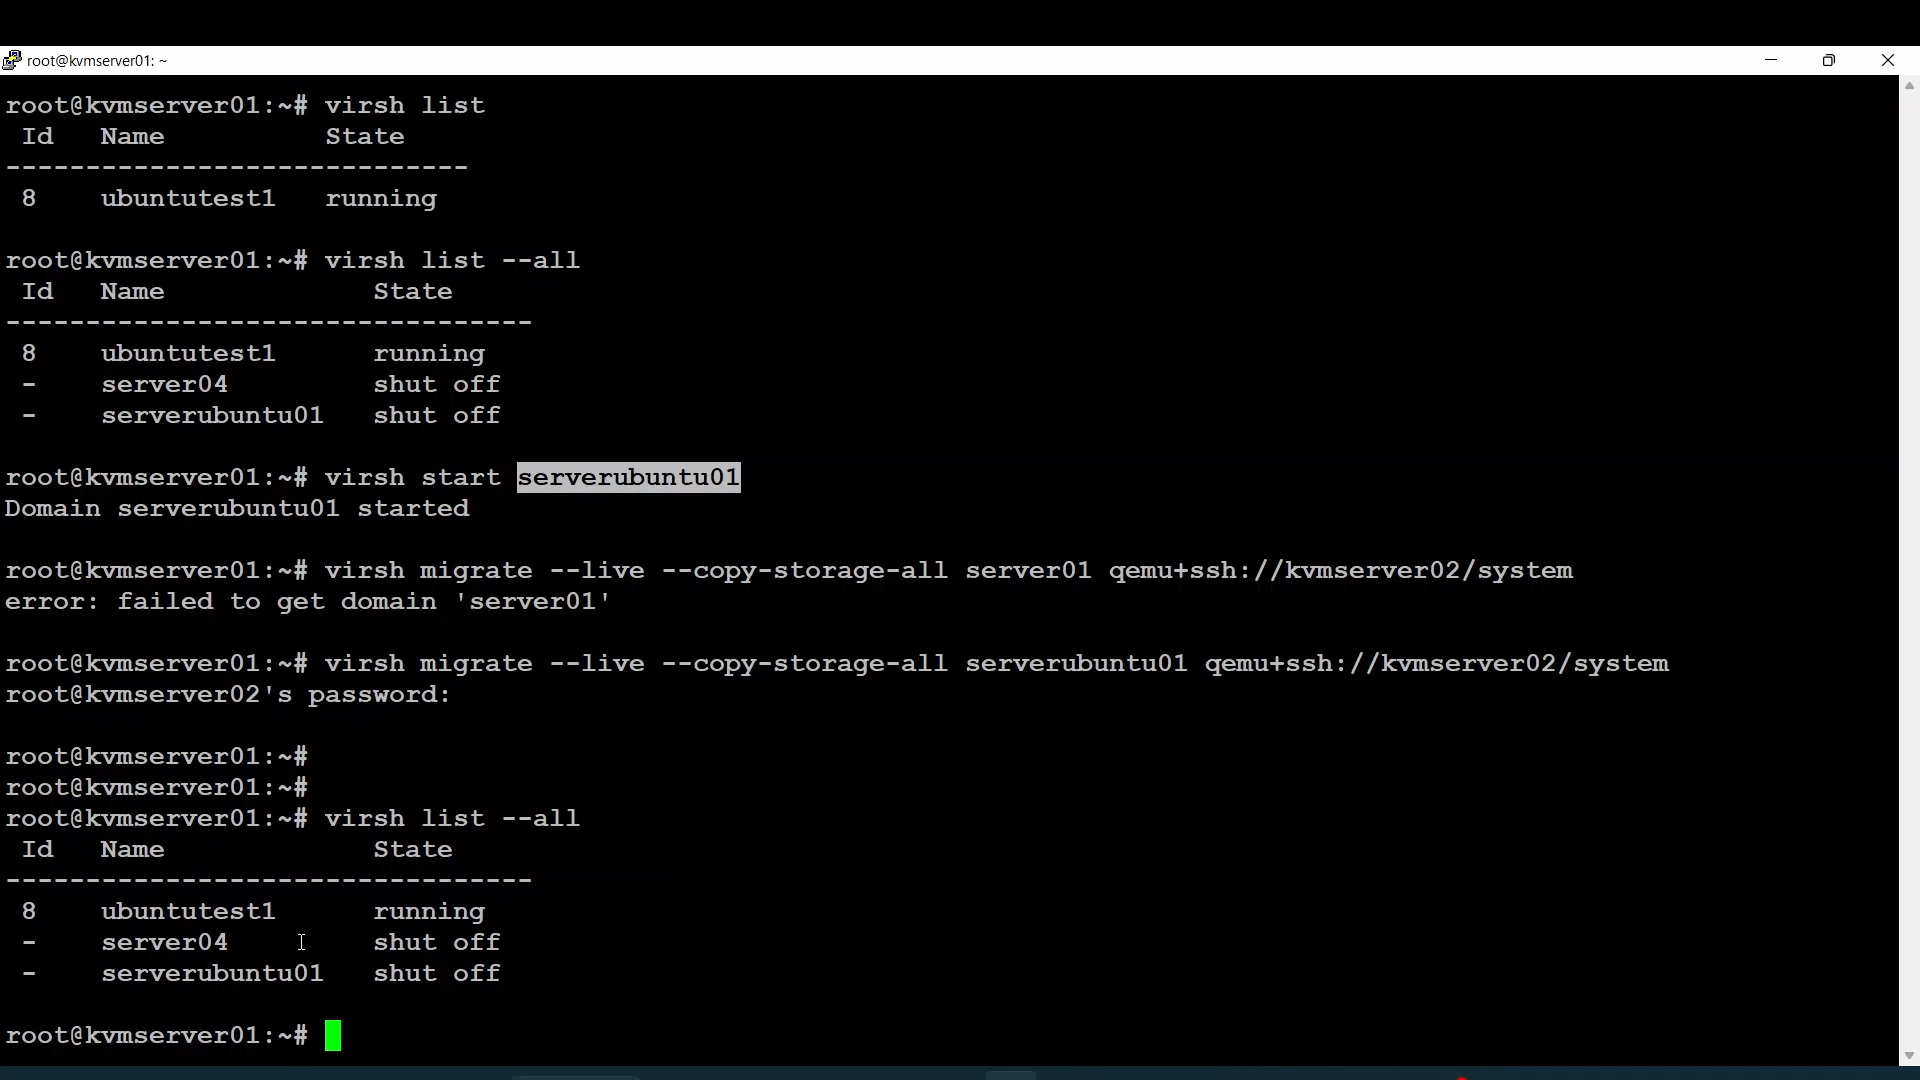 root@kvmserver01: ~
root@kvmserver01:~# virsh list
 Id   Name          State
-----------------------------
 8    ubuntutest1   running
root@kvmserver01:~# virsh list --all
 Id   Name             State
---------------------------------
 8    ubuntutest1      running
 -    server04         shut off
 -    serverubuntu01   shut off
root@kvmserver01:~# virsh start serverubuntu01
Domain serverubuntu01 started
root@kvmserver01:~# virsh migrate --live --copy-storage-all server01 qemu+ssh://kvmserver02/system
error: failed to get domain 'server01'
root@kvmserver01:~# virsh migrate --live --copy-storage-all serverubuntu01 qemu+ssh://kvmserver02/system
root@kvmserver02's password:
root@kvmserver01:~#
root@kvmserver01:~#
root@kvmserver01:~# virsh list --all
 Id   Name             State
---------------------------------
 8    ubuntutest1      running
 -    server04         shut off
 -    serverubuntu01   shut off
root@kvmserver01:~#